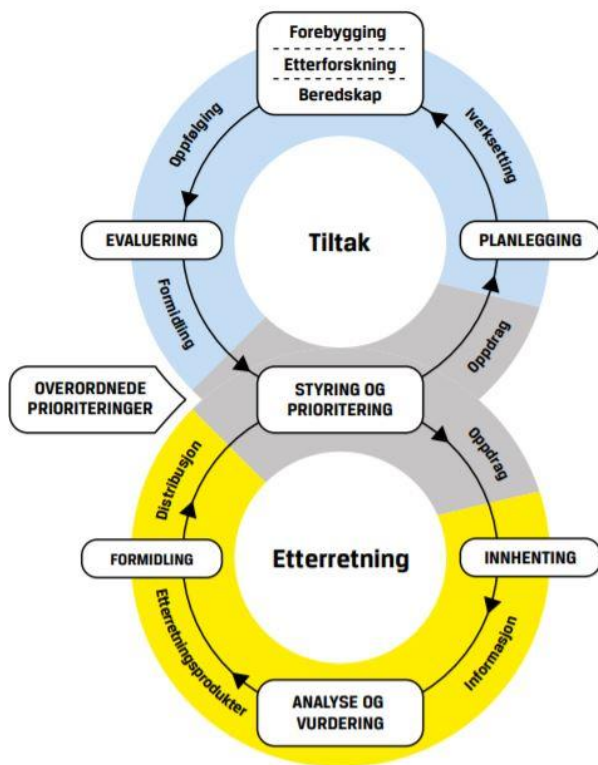 Forebygging
Etterforskning
Beredskap
Oppfølging
Iverksetting
EVALUERING
Tiltak
PLANLEGGING
Formidling
Oppdrag
OVERORDNEDE
PRIORITERINGER
STYRING OG
PRIORITERING
Distribusjon
Oppdrag
FORMIDLING
Etterretning
INNHENTING
Etterretningsprodukter
Informasjon
ANALYSE OG
VURDERING